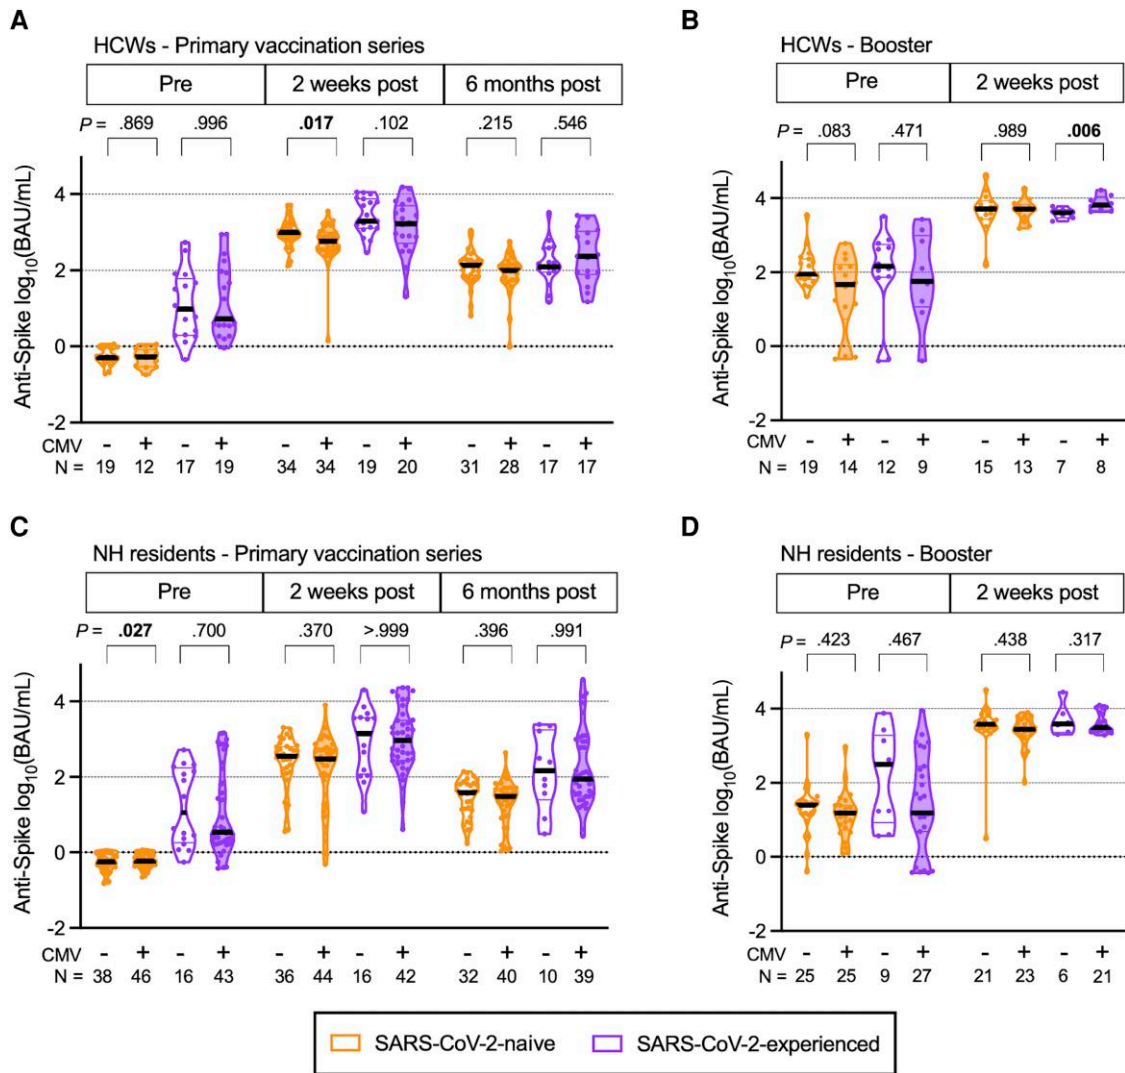 A
HCWs - Primary vaccination series
Pre 2 weeks post 6 months post
P = .869 .996 .017 .102 .215 .546
Anti-Spike log10(BAU/mL)
4
2
0
-2
CMV - + - + - + - + - + - +
N = 19 12 17 19 34 34 19 20 31 28 17 17
B
HCWs - Booster
Pre 2 weeks post
P = .083 .471 .989 .006
Anti-Spike log10(BAU/mL)
4
2
0
-2
CMV - + - + - + - +
N = 19 14 12 9 15 13 7 8
C
NH residents - Primary vaccination series
Pre 2 weeks post 6 months post
P = .027 .700 .370 >.999 .396 .991
Anti-Spike log10(BAU/mL)
4
2
0
-2
CMV - + - + - + - + - + - +
N = 38 46 16 43 36 44 16 42 32 40 10 39
D
NH residents - Booster
Pre 2 weeks post
P = .423 .467 .438 .317
Anti-Spike log10(BAU/mL)
4
2
0
-2
CMV - + - + - + - +
N = 25 25 9 27 21 23 6 21
SARS-CoV-2-naive SARS-CoV-2-experienced